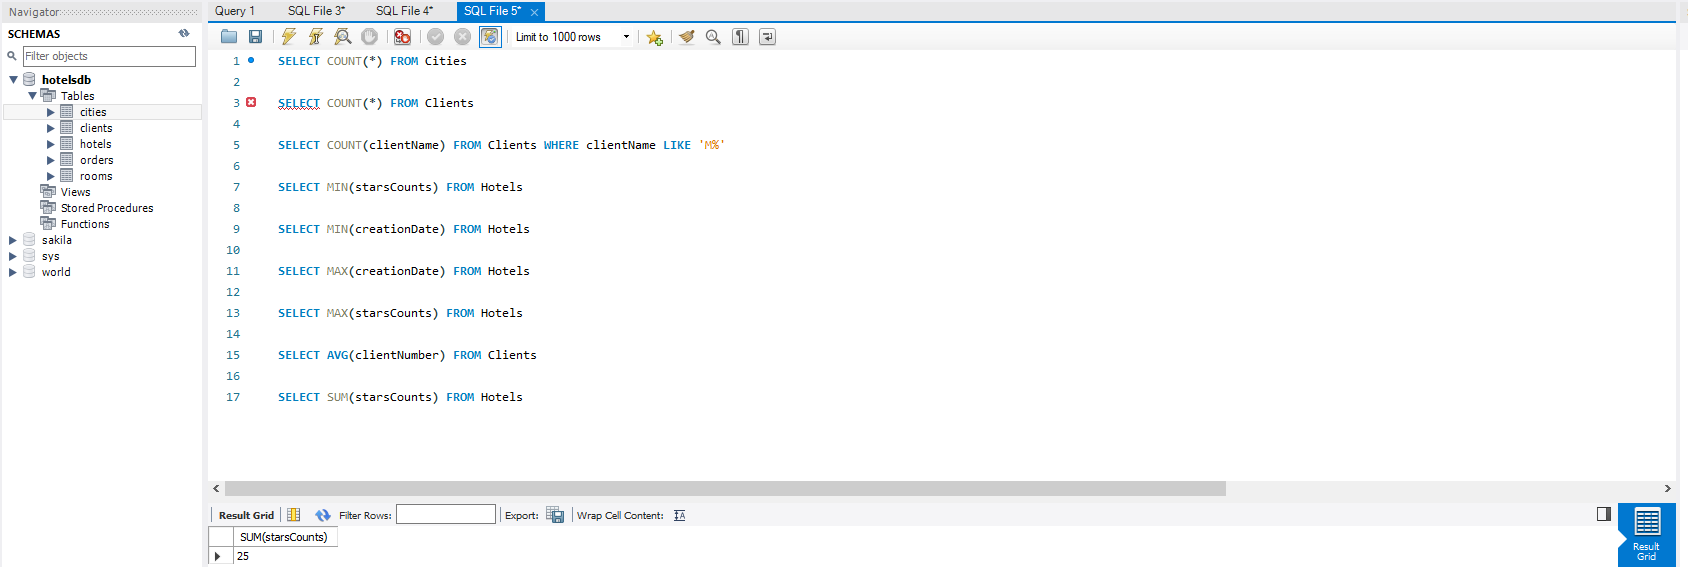 Navigator
SCHEMAS
Filter objects
hotelsdb
Tables
cities
clients
hotels
orders
rooms
Views
Stored Procedures
Functions
sakila
sys
world
Query 1 SQL File 3* SQL File 4* SQL File 5*
Limit to 1000 rows
1 SELECT COUNT(*) FROM Cities
2
3 SELECT COUNT(*) FROM Clients
4
5 SELECT COUNT(clientName) FROM Clients WHERE clientName LIKE 'M%'
6
7 SELECT MIN(starsCounts) FROM Hotels
8
9 SELECT MIN(creationDate) FROM Hotels
10
11 SELECT MAX(creationDate) FROM Hotels
12
13 SELECT MAX(starsCounts) FROM Hotels
14
15 SELECT AVG(clientNumber) FROM Clients
16
17 SELECT SUM(starsCounts) FROM Hotels
Result Grid Filter Rows: Export: Wrap Cell Content:
SUM(starsCounts)
25
Result
Grid